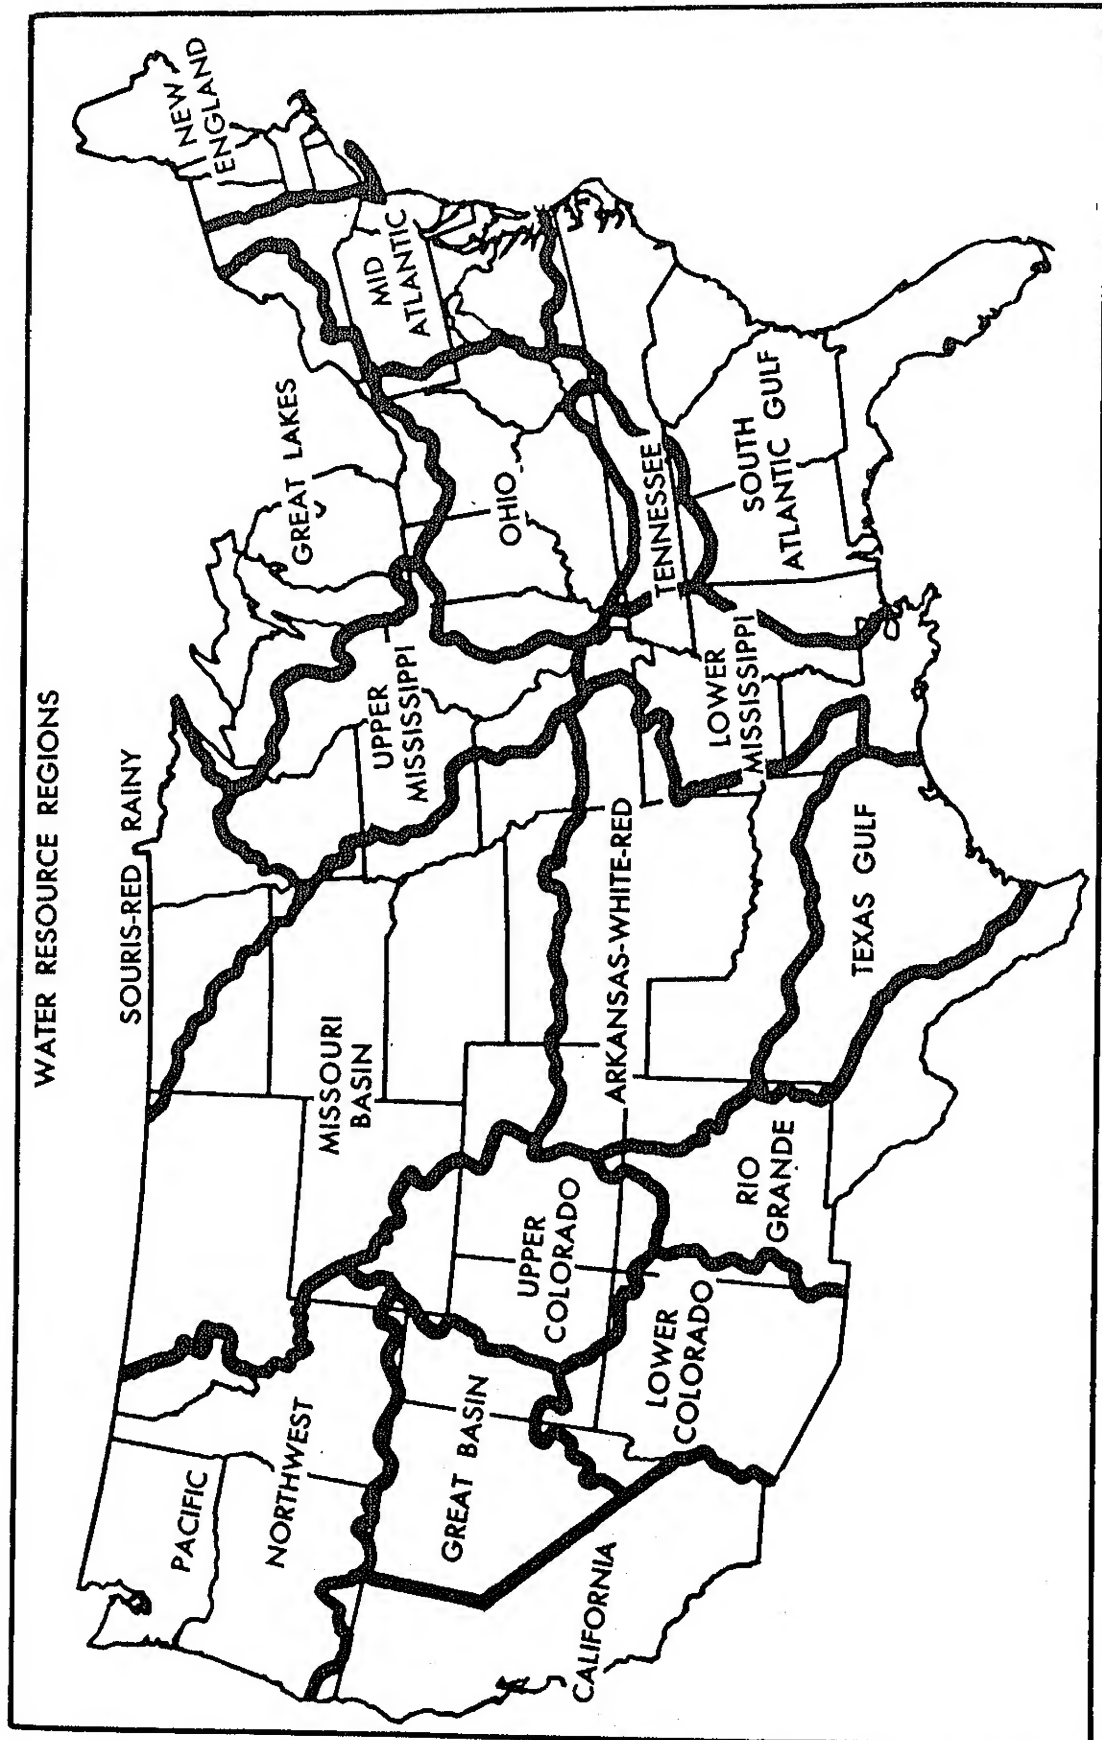 WATER RESOURCE REGIONS
SOURIS-RED RAINY
NEW
ENGLAND
PACIFIC
NORTHWEST
MISSOURI
BASIN
UPPER
MISSISSIPPI
GREAT LAKES
MID
ATLANTIC
OHIO
GREAT BASIN
UPPER
COLORADO
ARKANSAS-WHITE-RED
TENNESSEE
CALIFORNIA
LOWER
COLORADO
RIO
GRANDE
LOWER
MISSISSIPPI
SOUTH
ATLANTIC GULF
TEXAS GULF